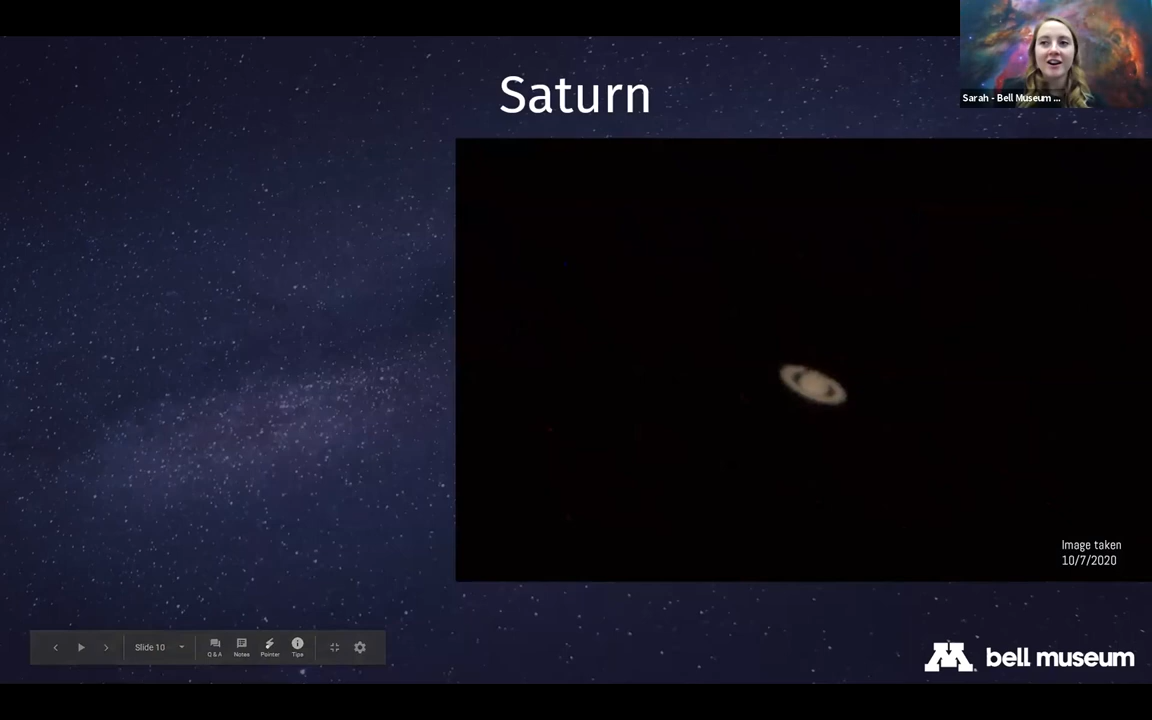 Saturn
Sarah - Bell Museum ...
Image taken
10/7/2020
Slide 10
Q & A
Notes
Pointer
Tips
bell museum